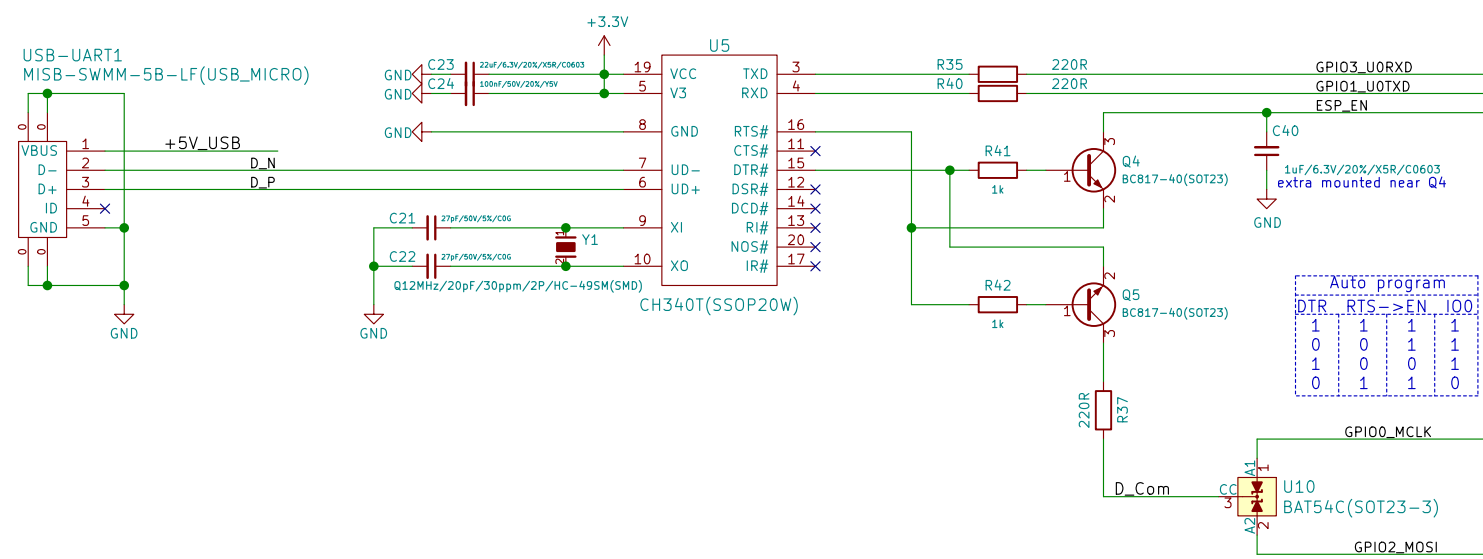 +3.3V
USB-UART1
MISB-SWMM-5B-LF(USB_MICRO)
0 0
VBUS 1 +5V_USB
D- 2 D_N
D+ 3 D_P
ID 4
GND 5
0 0
GND
GND C23 22uF/6.3V/20%/X5R/C0603
GND C24 100nF/50V/20%/Y5V
GND
C21 27pF/50V/5%/C0G
1 Y1
C22 27pF/50V/5%/C0G
2
Q12MHz/20pF/30ppm/2P/HC-49SM(SMD)
GND
U5
19 VCC TXD 3
5 V3 RXD 4
8 GND RTS# 16
CTS# 11
7 UD- DTR# 15
6 UD+ DSR# 12
DCD# 14
9 XI RI# 13
NOS# 20
10 XO IR# 17
CH340T(SSOP20W)
R35 220R GPIO3_U0RXD
R40 220R GPIO1_U0TXD
ESP_EN
C40
1uF/6.3V/20%/X5R/C0603
extra mounted near Q4
GND
R41
1k
3
1
2
Q4
BC817-40(SOT23)
R42
1k
2
1
3
Q5
BC817-40(SOT23)
220R R37
Auto program
DTR RTS->EN IO0
1 1 1 1
0 0 1 1
1 0 0 1
0 1 1 0
GPIO0_MCLK
D_Com
A1 1
CC
3
A2 2
U10
BAT54C(SOT23-3)
GPIO2_MOSI